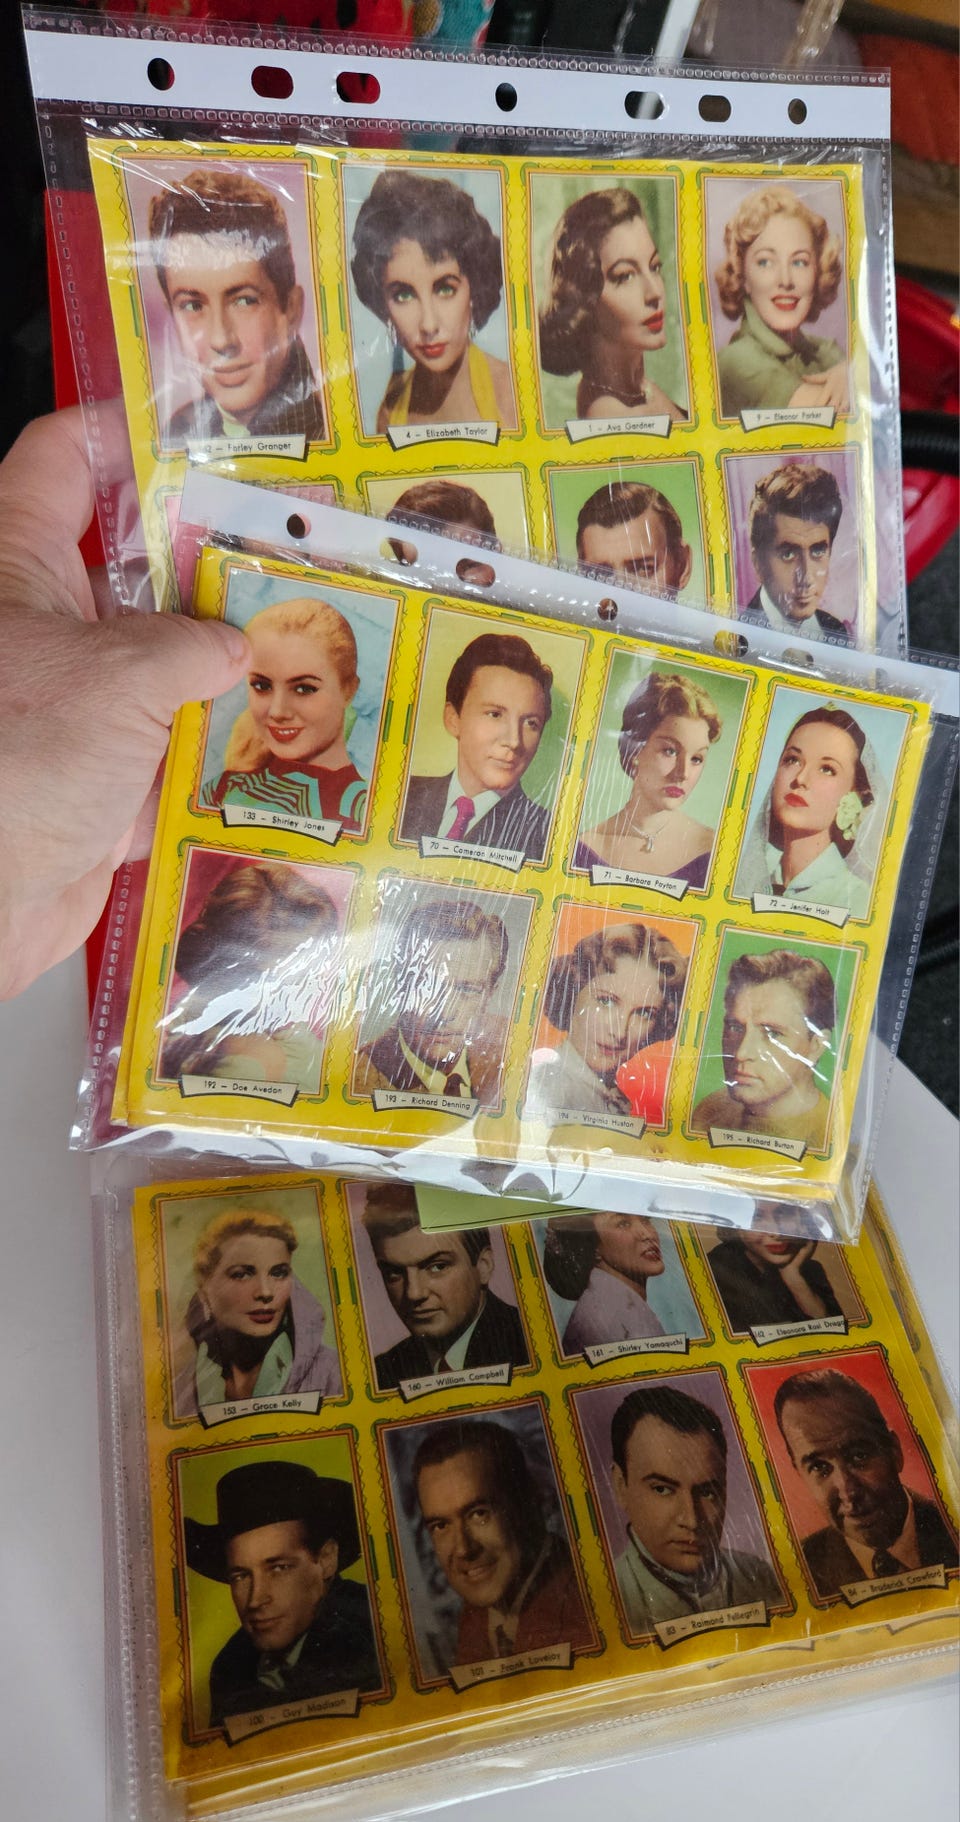 2 – Farley Granger
4 – Elizabeth Taylor
1 – Ava Gardner
9 – Eleanor Parker
133 – Shirley Jones
70 – Cameron Mitchell
71 – Barbara Payton
72 – Jenifer Holt
192 – Doe Avedon
193 – Richard Denning
194 – Virginia Huston
195 – Richard Burton
153 – Grace Kelly
160 – William Campbell
161 – Shirley Yamaguchi
162 – Eleonora Rosi Drago
100 – Guy Madison
101 – Frank Lovejoy
83 – Raimond Pellegrin
84 – Broderick Crawford